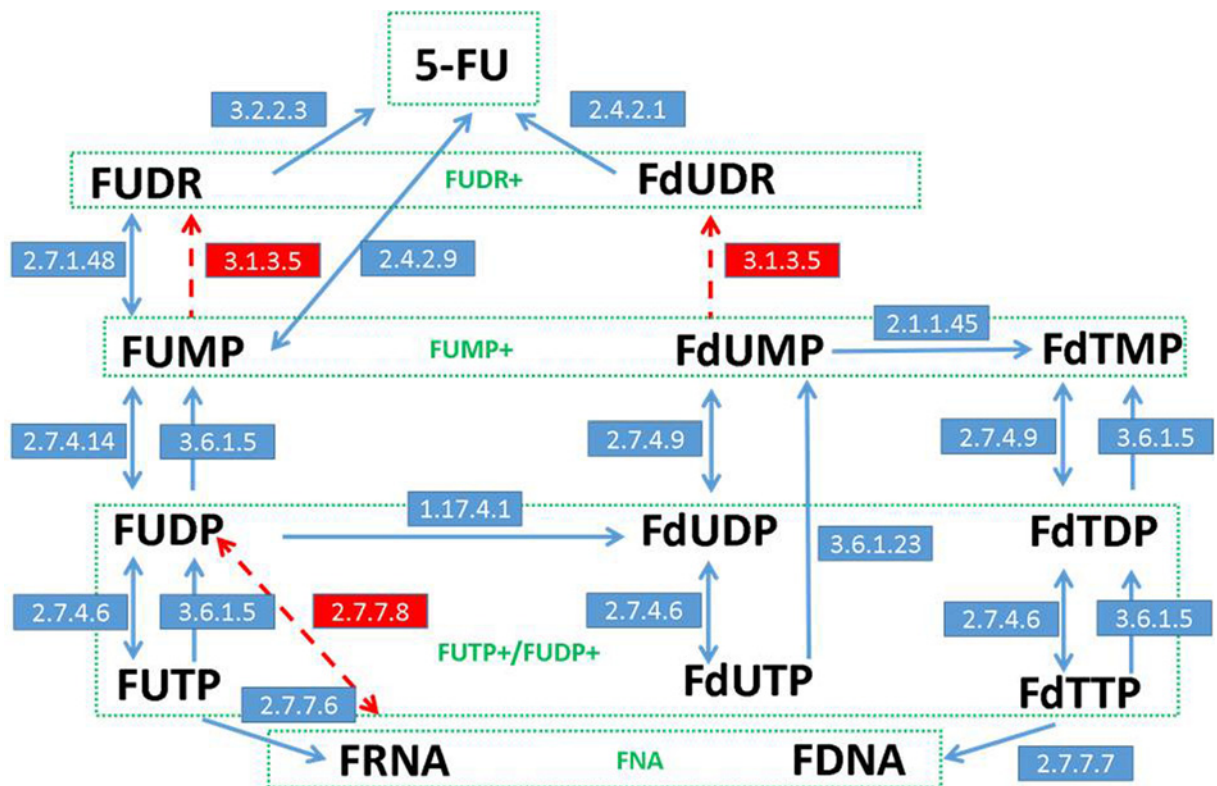 5-FU
3.2.2.3
2.4.2.1
FUDR
FUDR+
FdUDR
2.7.1.48
3.1.3.5
2.4.2.9
3.1.3.5
2.1.1.45
FUMP
FUMP+
FdUMP
FdTMP
2.7.4.14
3.6.1.5
2.7.4.9
2.7.4.9
3.6.1.5
1.17.4.1
FUDP
FdUDP
3.6.1.23
FdTDP
2.7.4.6
3.6.1.5
2.7.7.8
2.7.4.6
2.7.4.6
3.6.1.5
FUTP+/FUDP+
FUTP
FdUTP
FdTTP
2.7.7.6
FRNA
FNA
FDNA
2.7.7.7